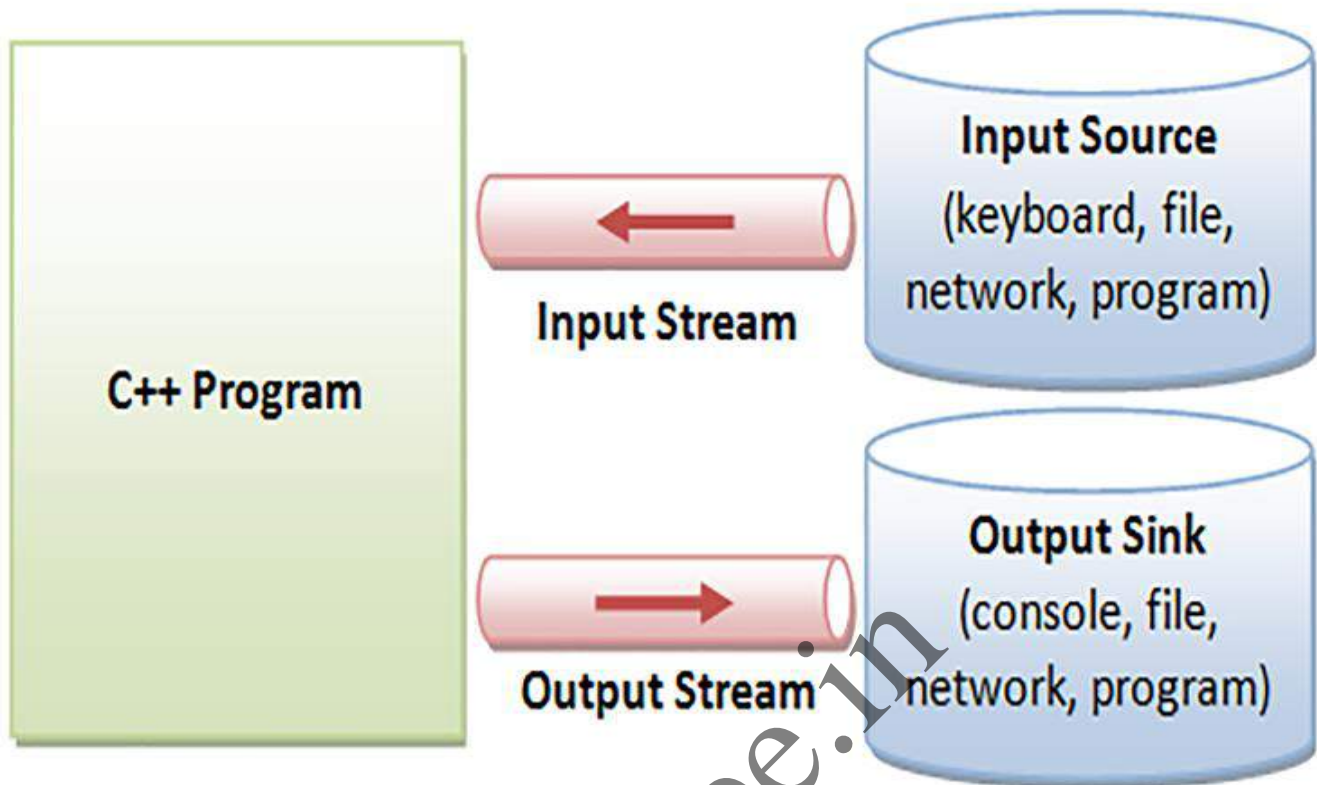 C++ Program
Input Stream
Output Stream
Input Source
(keyboard, file,
network, program)
Output Sink
(console, file,
network, program)